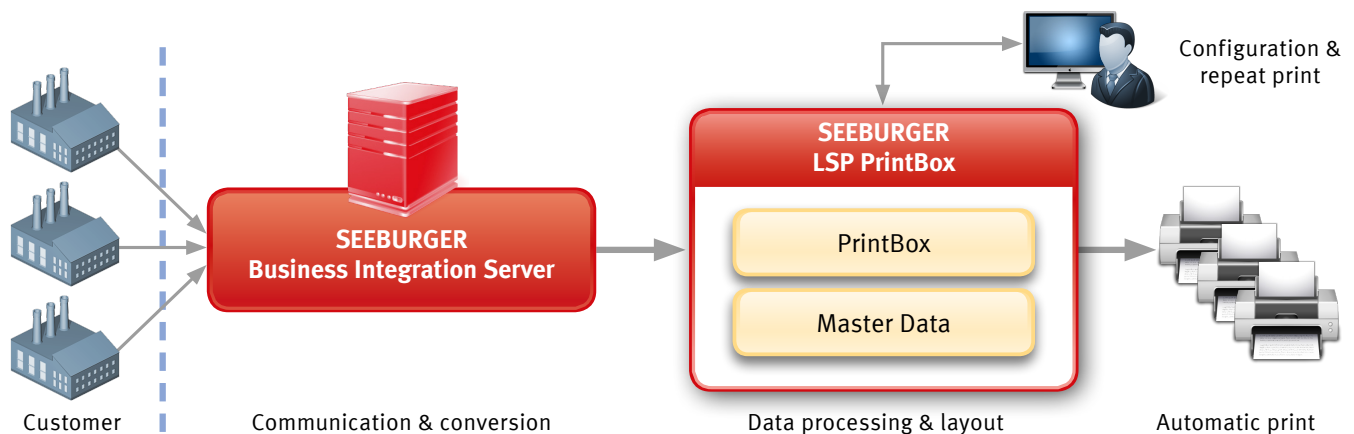 Configuration &
repeat print
SEEBURGER
LSP PrintBox
SEEBURGER
Business Integration Server
PrintBox
Master Data
Customer
Communication & conversion
Data processing & layout
Automatic print